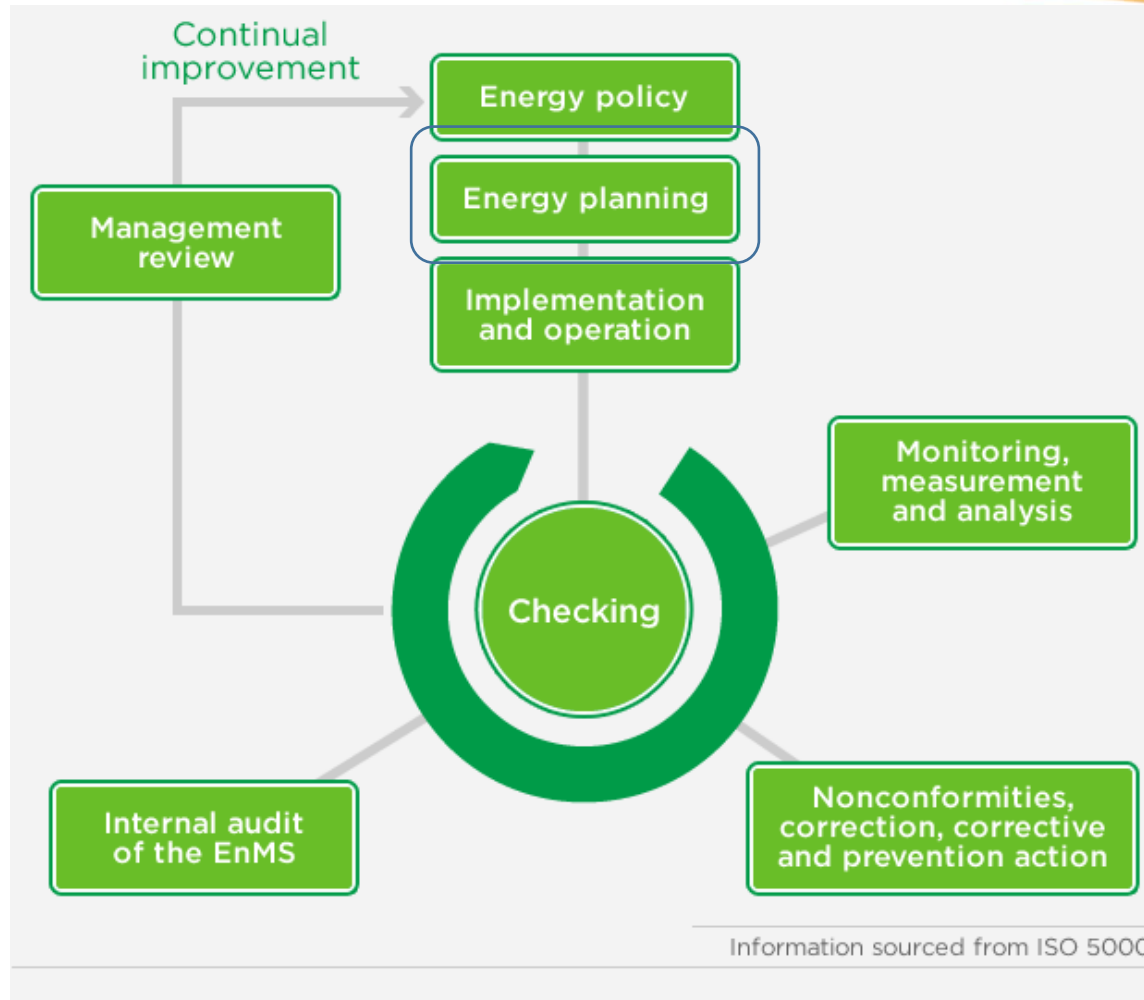 Continual
improvement
Energy policy
Energy planning
Management
review
Implementation
and operation
Monitoring,
measurement
and analysis
Checking
Internal audit
of the EnMS
Nonconformities,
correction, corrective
and prevention action
Information sourced from ISO 5000